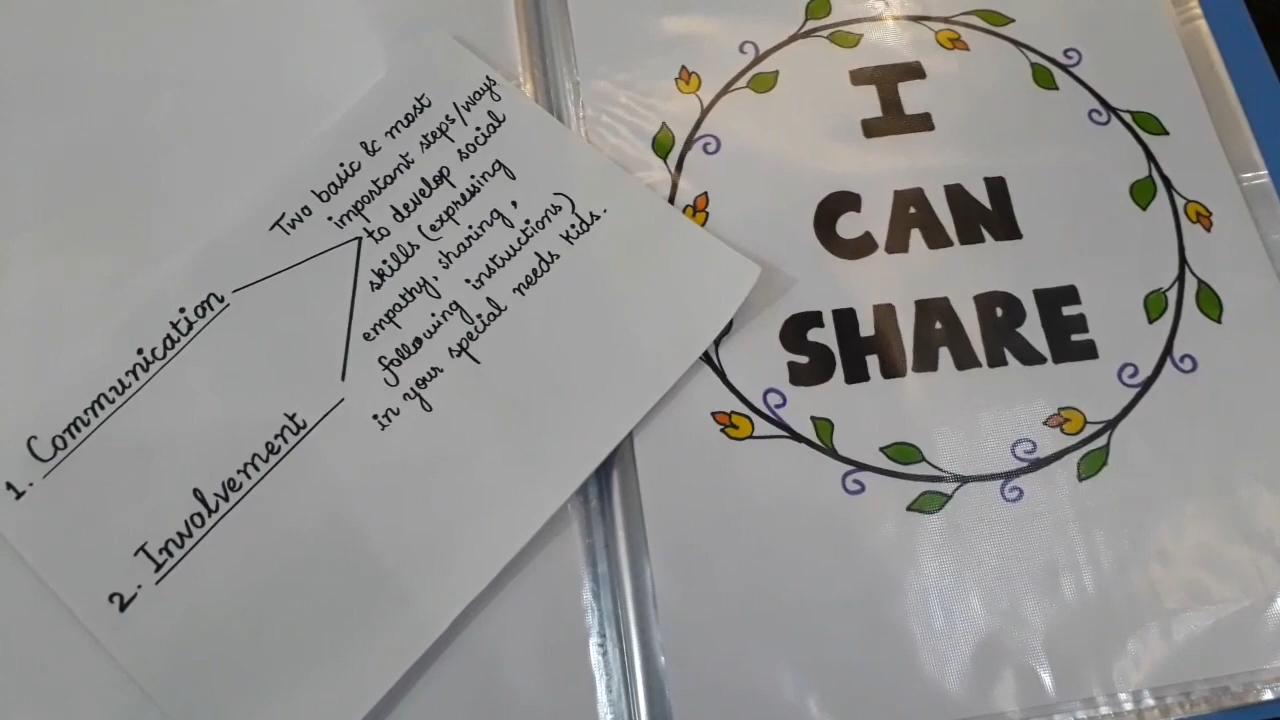 1. Communication
2. Involvement
Two basic & most
important steps/ways
to develop social
skills (expressing
empathy, sharing,
following instructions)
in your special needs kids.
I
CAN
SHARE